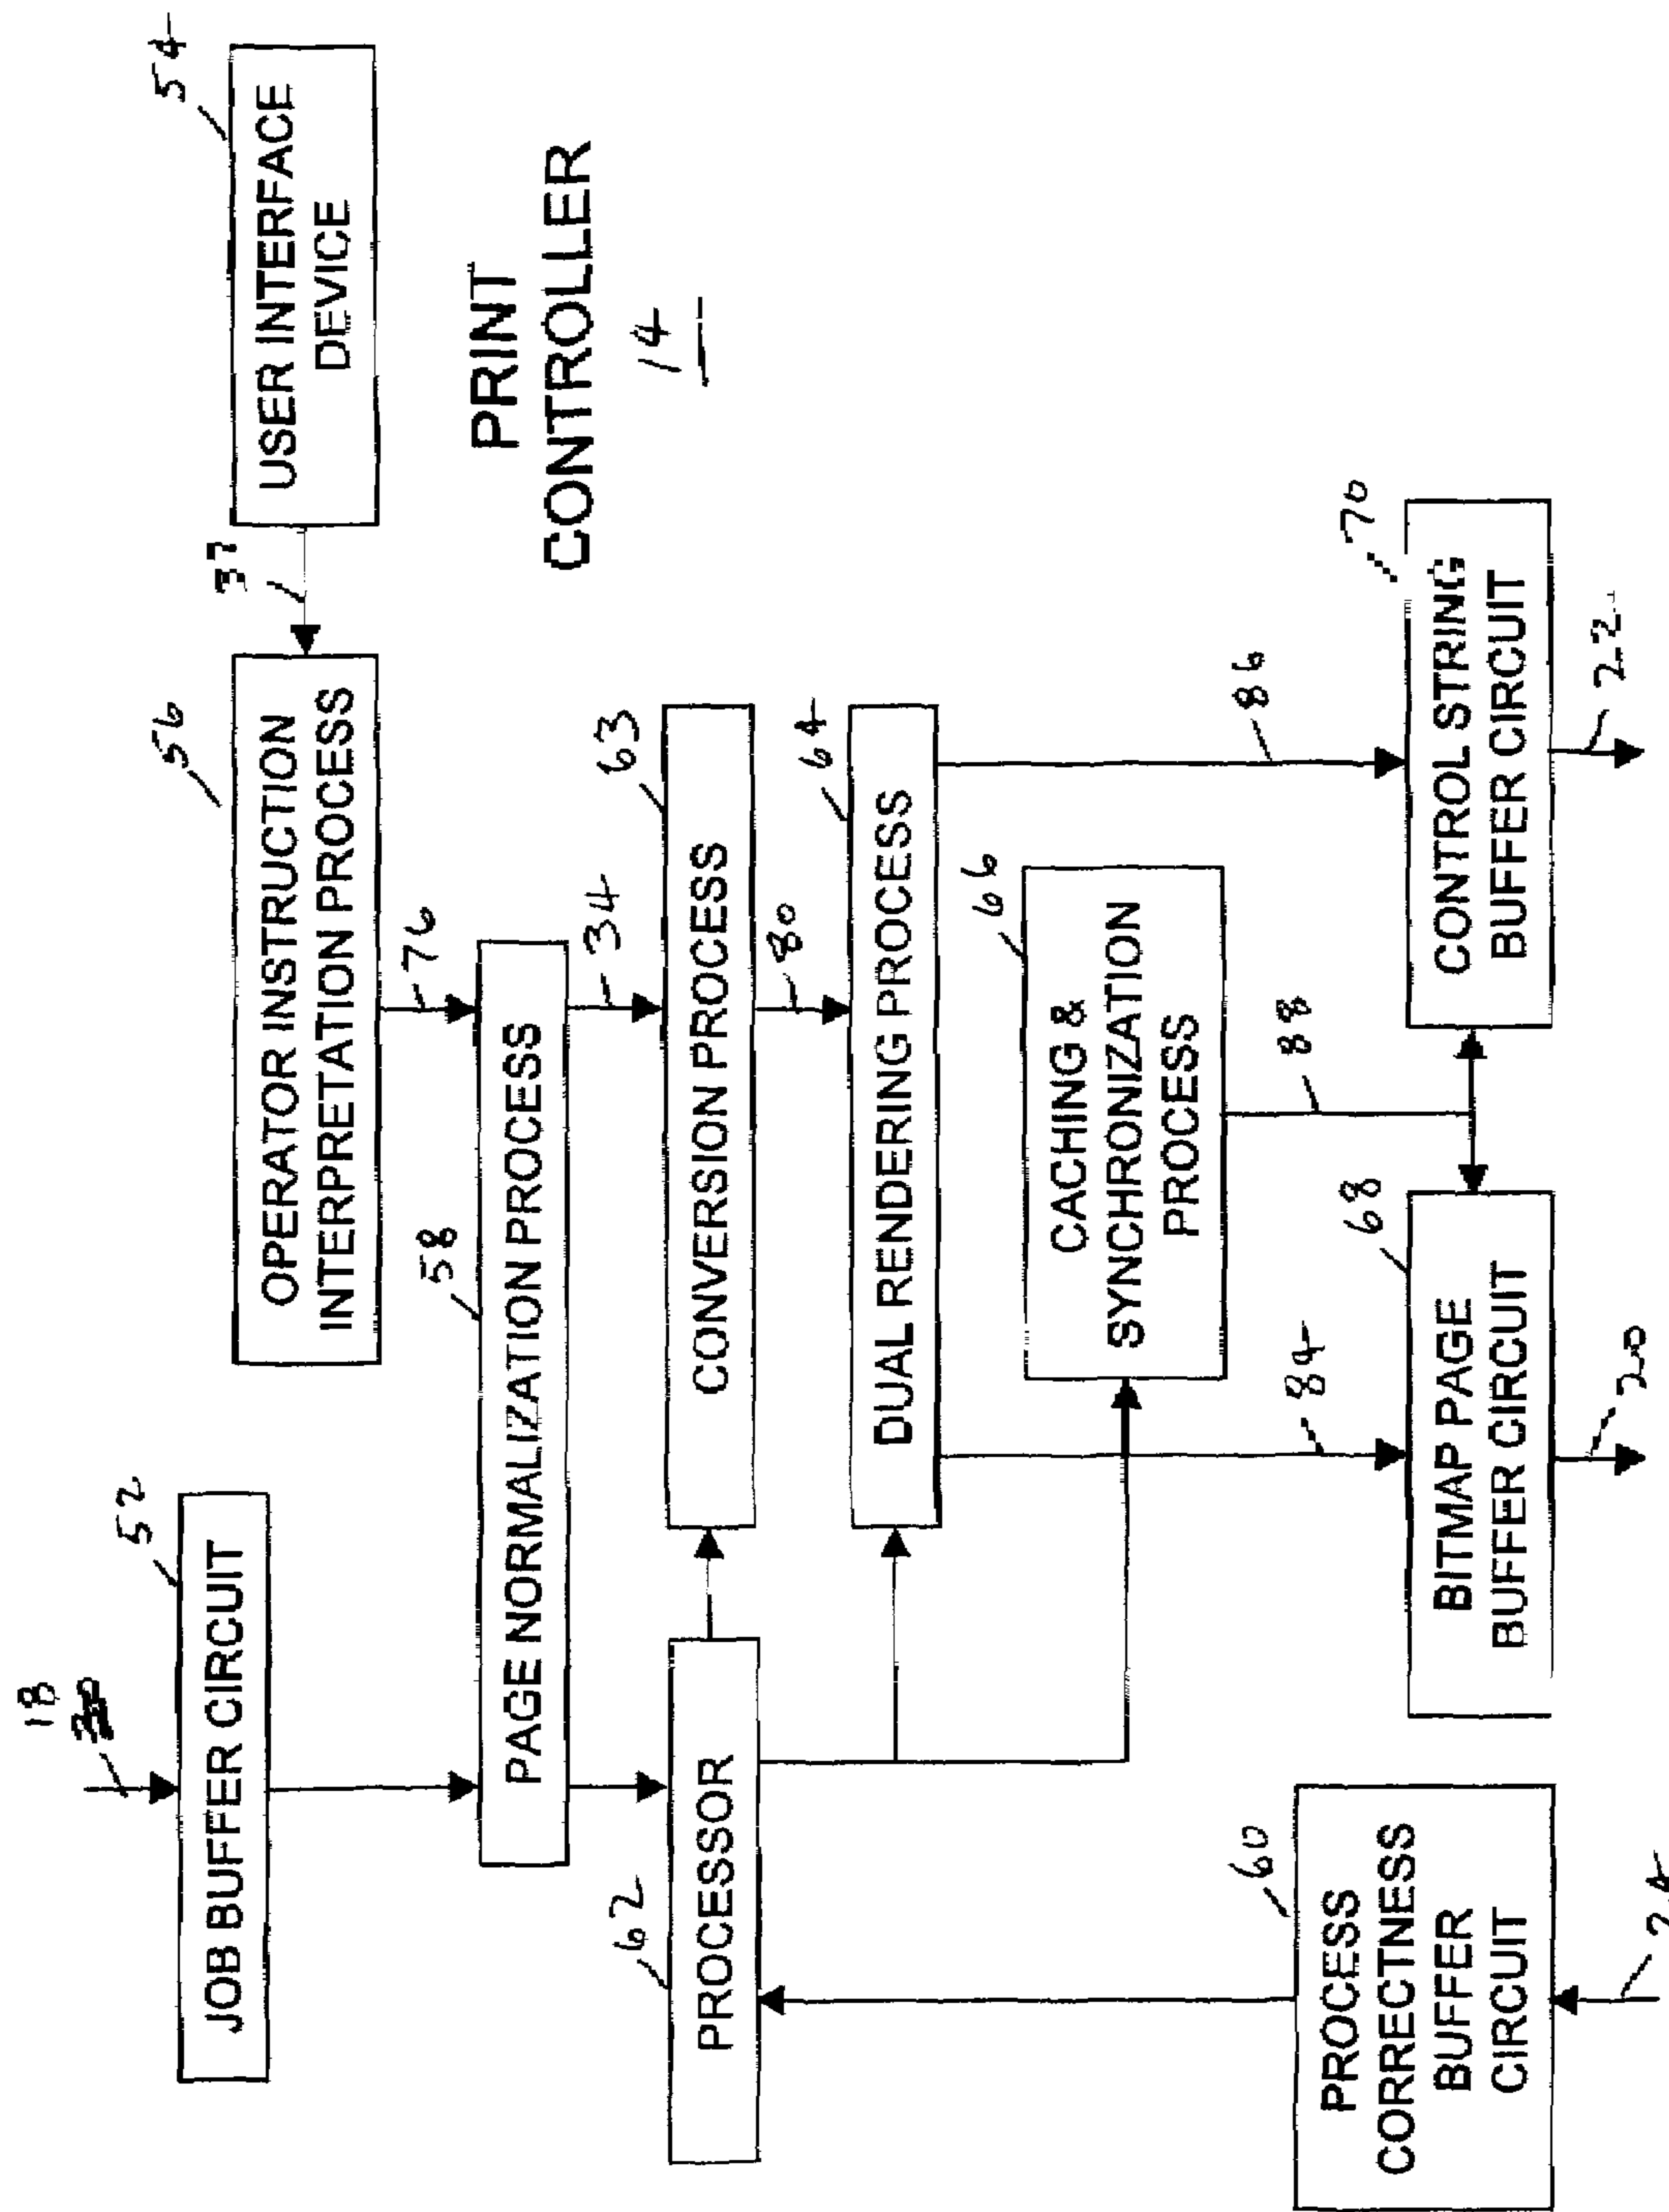 18
52
JOB BUFFER CIRCUIT
54
USER INTERFACE
DEVICE
37
56
OPERATOR INSTRUCTION
INTERPRETATION PROCESS
76
PRINT
CONTROLLER
14
58
PAGE NORMALIZATION PROCESS
34
62
PROCESSOR
63
CONVERSION PROCESS
80
64
DUAL RENDERING PROCESS
66
CACHING &
SYNCHRONIZATION
PROCESS
84
86
88
60
PROCESS
CORRECTNESS
BUFFER
CIRCUIT
24
68
BITMAP PAGE
BUFFER CIRCUIT
20
88
70
CONTROL STRING
BUFFER CIRCUIT
22